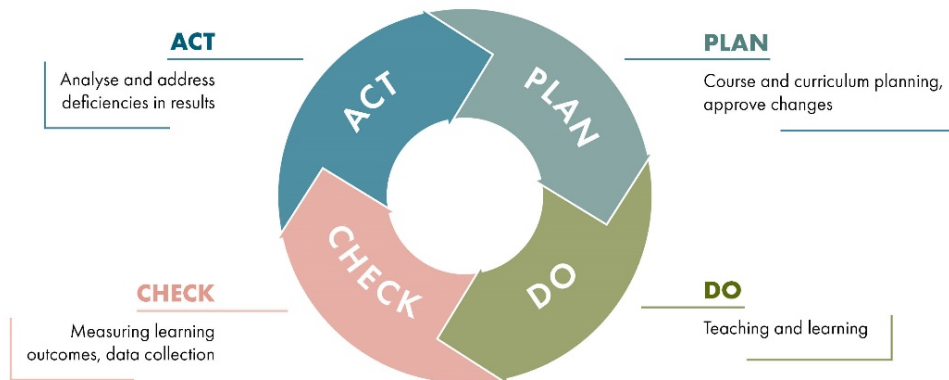 ACT
Analyse and address
deficiencies in results
PLAN
Course and curriculum planning,
approve changes
ACT
PLAN
CHECK
DO
CHECK
Measuring learning
outcomes, data collection
DO
Teaching and learning